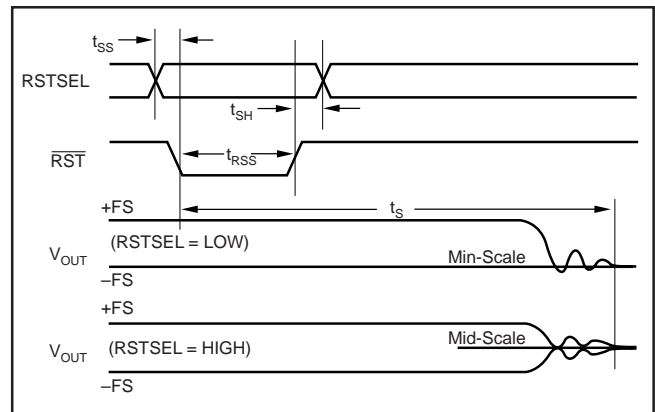 tSS
RSTSEL
tSH
RST
tRSS
+FS
tS
(RSTSEL = LOW)
VOUT
Min-Scale
–FS
+FS
Mid-Scale
VOUT (RSTSEL = HIGH)
–FS